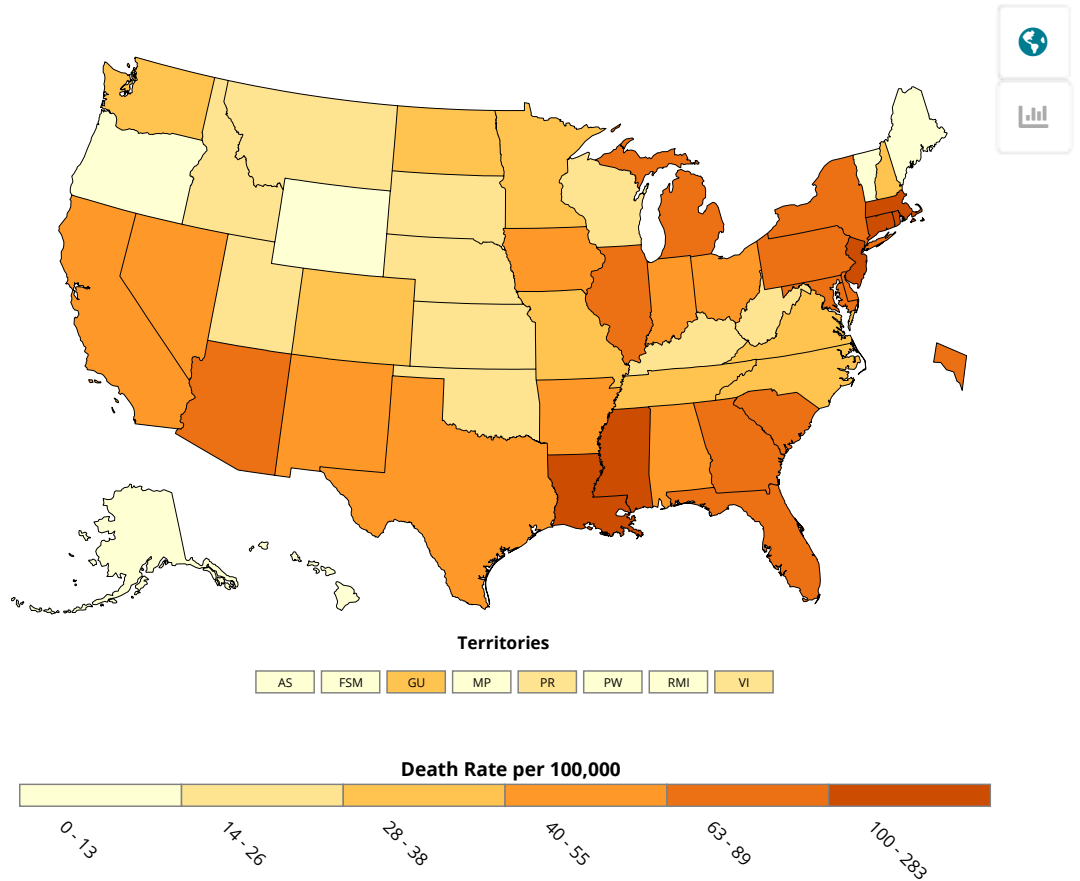 Territories
AS FSM GU MP PR PW RMI VI
Death Rate per 100,000
0 - 13 14 - 26 28 - 38 40 - 55 63 - 89 100 - 283